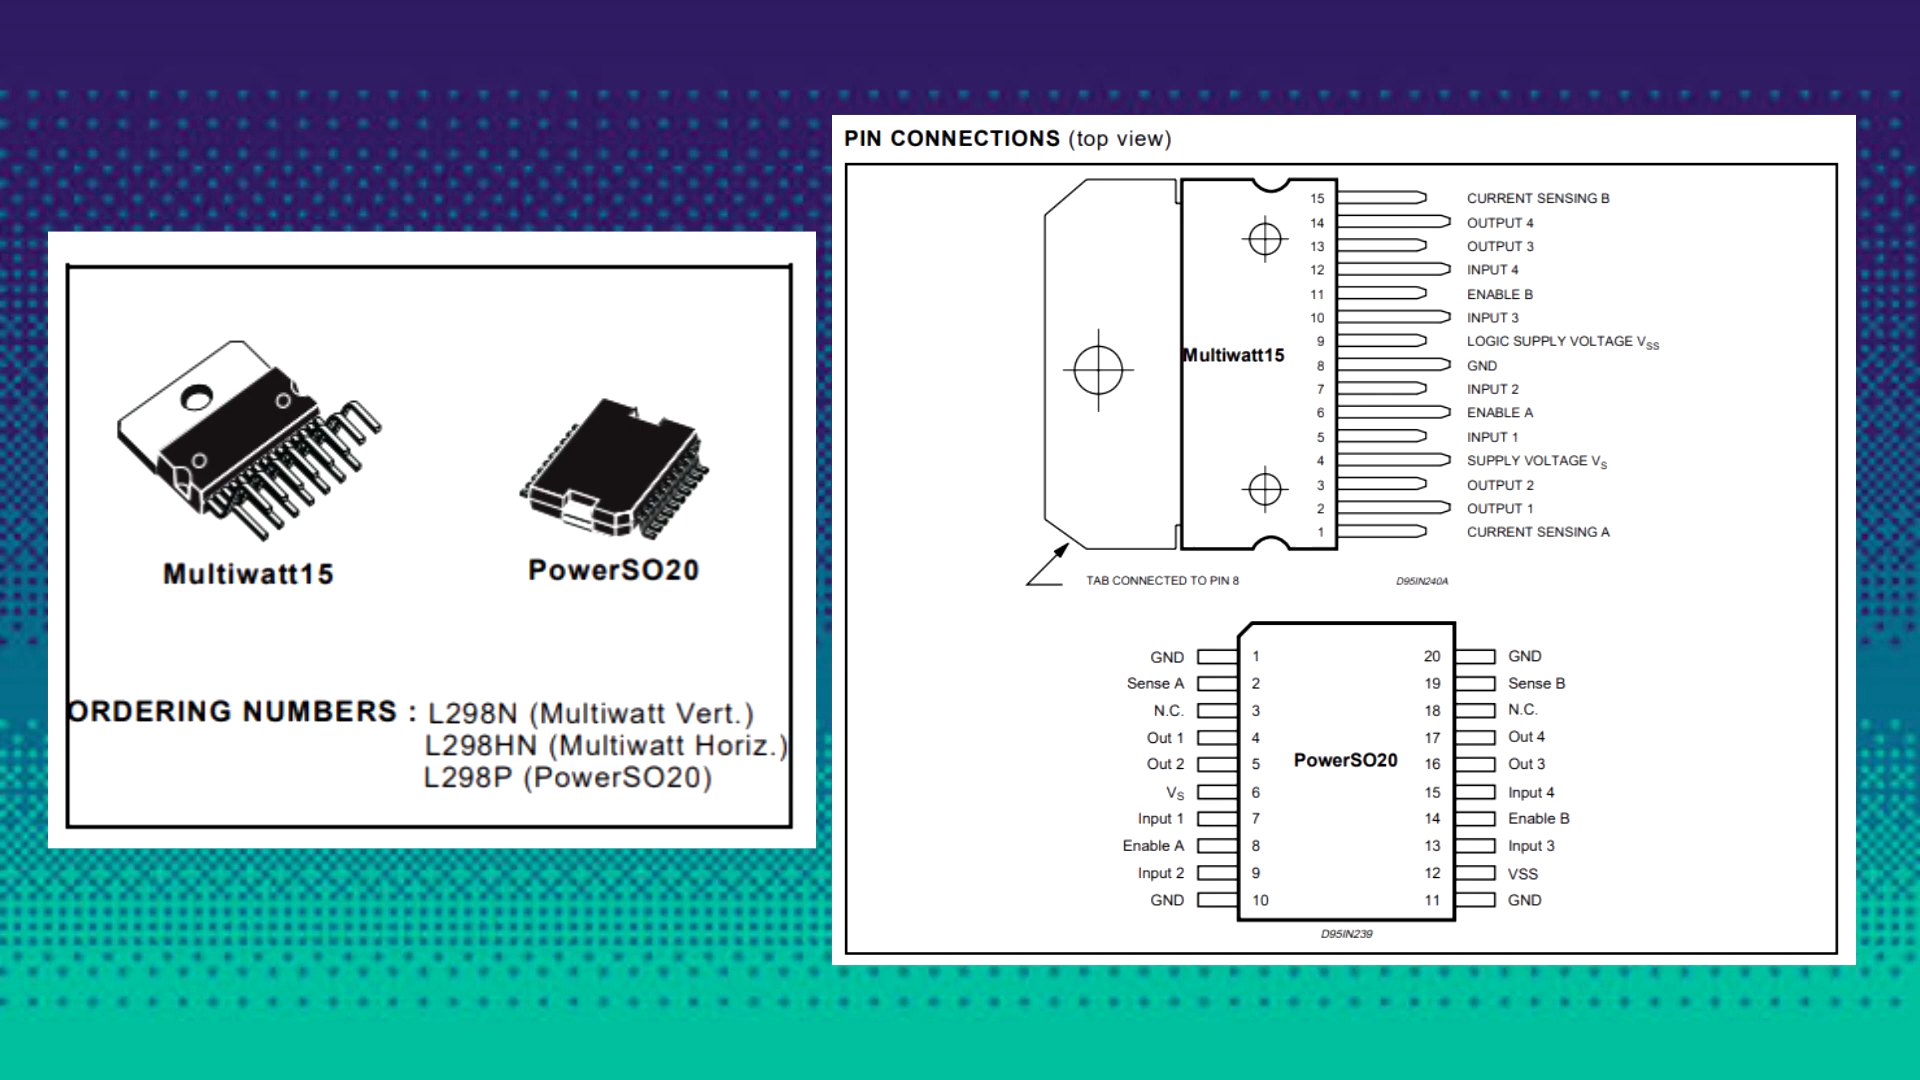 Multiwatt15
PowerSO20
ORDERING NUMBERS : L298N (Multiwatt Vert.)
L298HN (Multiwatt Horiz.)
L298P (PowerSO20)
PIN CONNECTIONS (top view)
Multiwatt15
15 CURRENT SENSING B
14 OUTPUT 4
13 OUTPUT 3
12 INPUT 4
11 ENABLE B
10 INPUT 3
9 LOGIC SUPPLY VOLTAGE VSS
8 GND
7 INPUT 2
6 ENABLE A
5 INPUT 1
4 SUPPLY VOLTAGE VS
3 OUTPUT 2
2 OUTPUT 1
1 CURRENT SENSING A
TAB CONNECTED TO PIN 8
D95IN240A
PowerSO20
GND 1 20 GND
Sense A 2 19 Sense B
N.C. 3 18 N.C.
Out 1 4 17 Out 4
Out 2 5 16 Out 3
VS 6 15 Input 4
Input 1 7 14 Enable B
Enable A 8 13 Input 3
Input 2 9 12 VSS
GND 10 11 GND
D95IN239